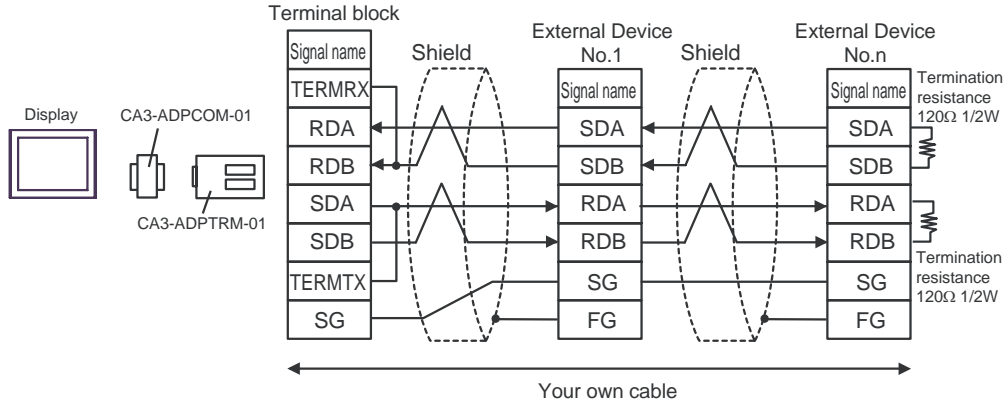 Terminal block
Signal name
TERMRX
RDA
RDB
SDA
SDB
TERMTX
SG
Display
CA3-ADPCOM-01
CA3-ADPTRM-01
Shield
External Device
No.1
Signal name
SDA
SDB
RDA
RDB
SG
FG
Shield
External Device
No.n
Signal name
SDA
SDB
RDA
RDB
SG
FG
Termination
resistance
120Ω 1/2W
Termination
resistance
120Ω 1/2W
Your own cable